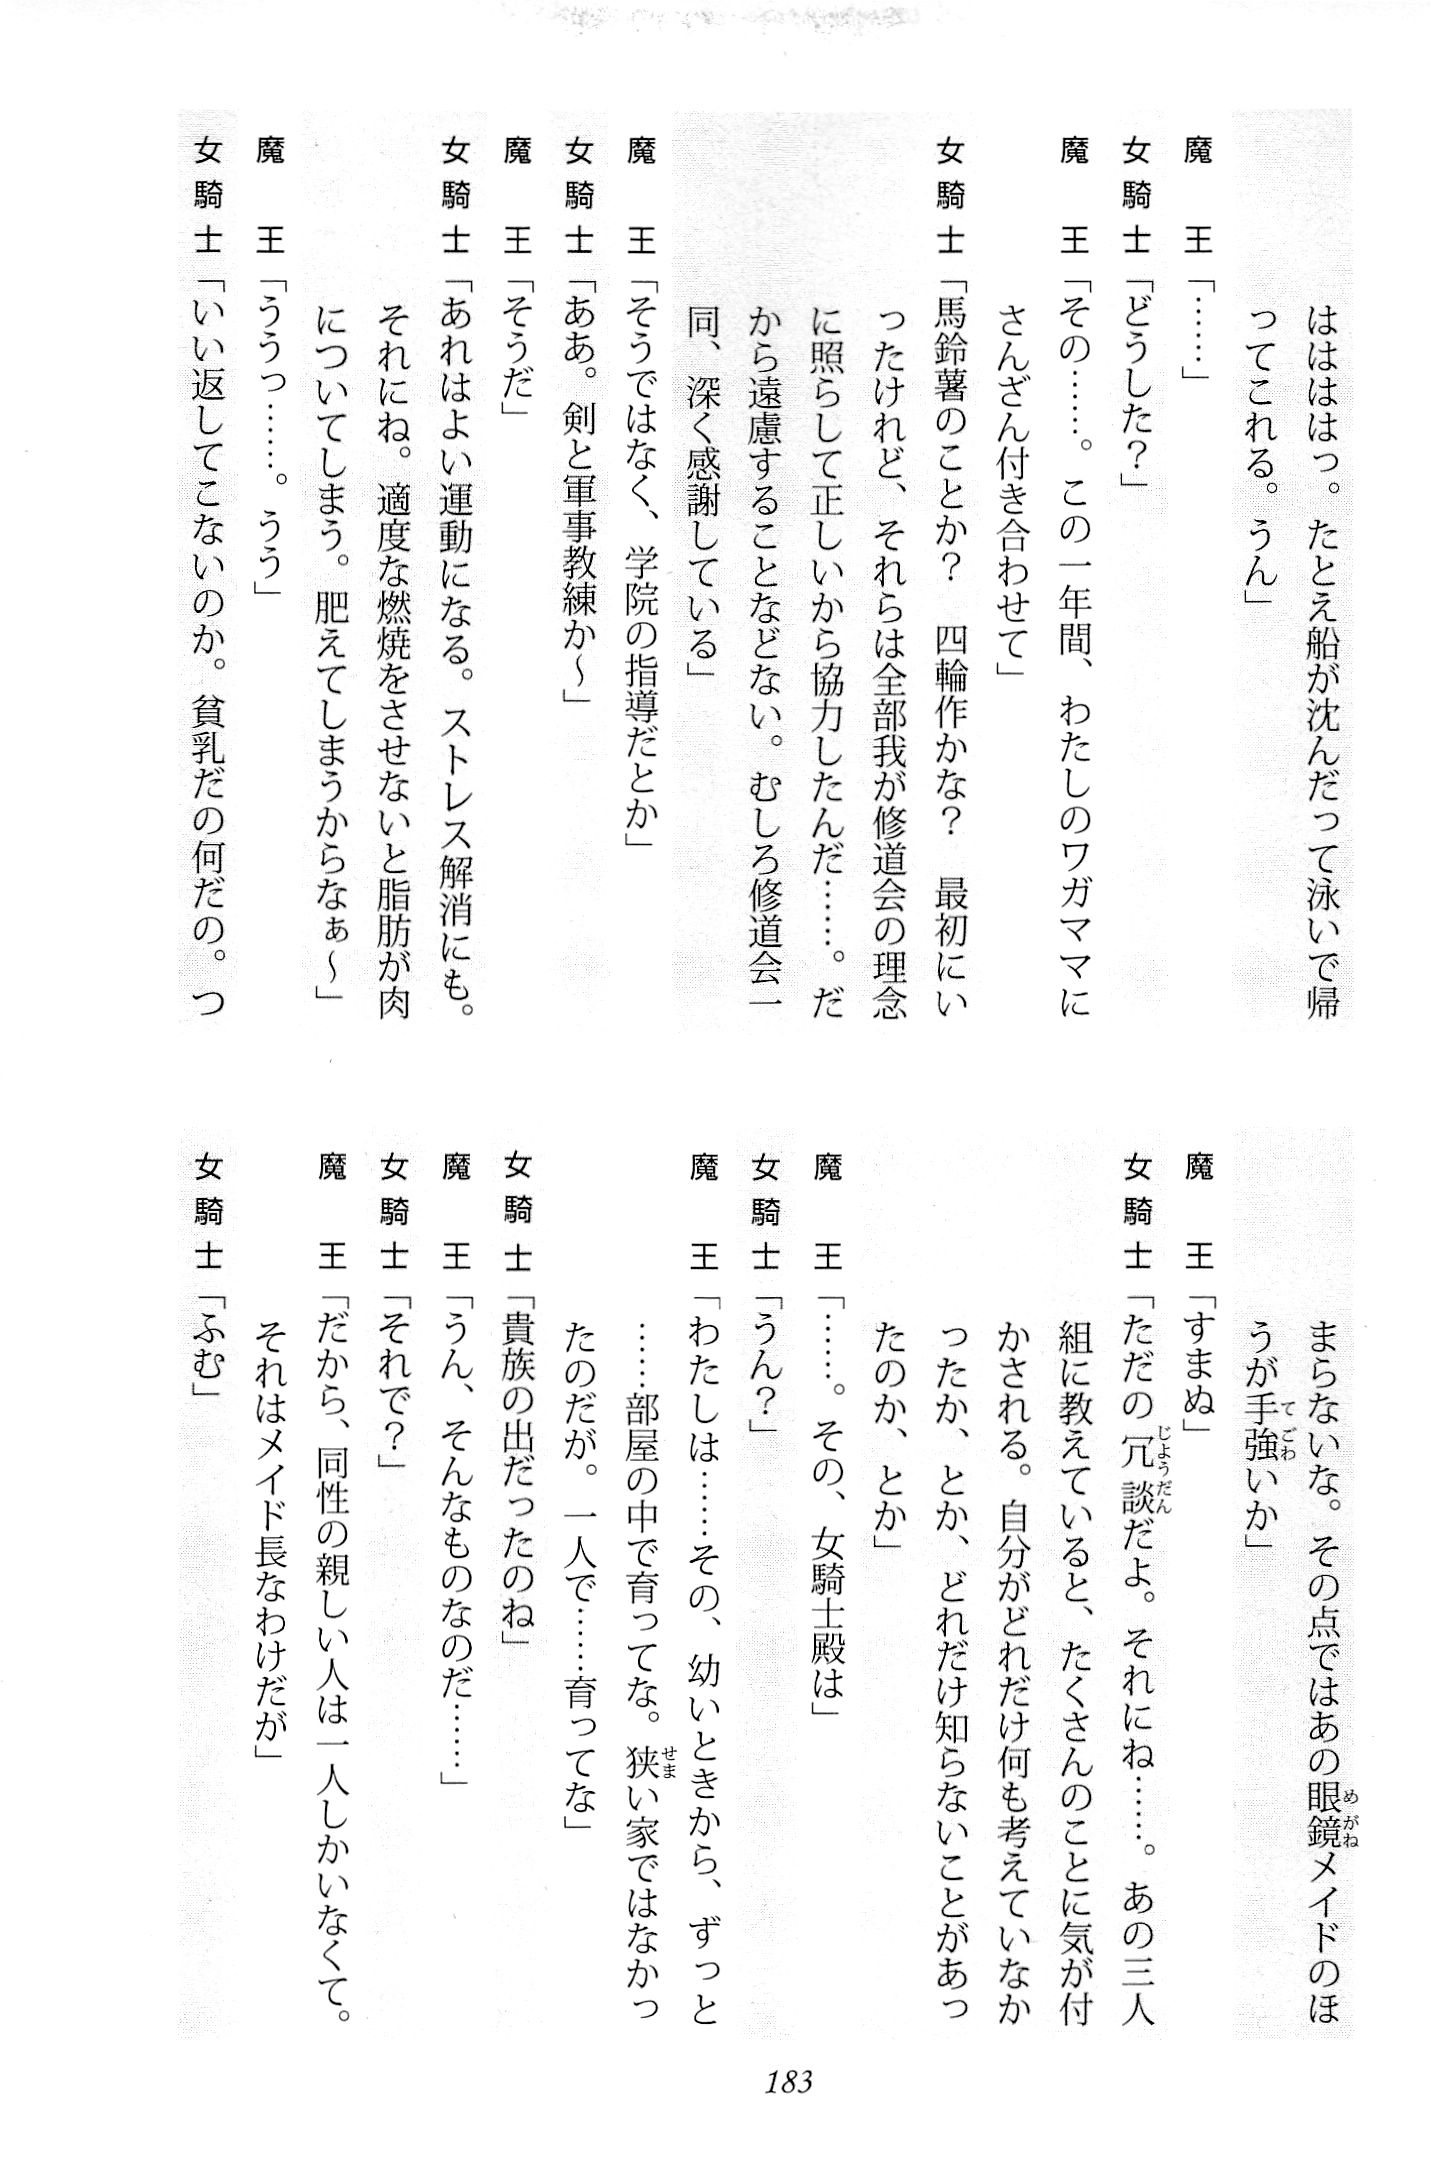 はははははっ。たとえ船が沈んだって泳いで帰
ってこれる。うん」
魔王「……」
女騎士「どうした？」
魔王「その……。この一年間、わたしのワガママに
さんざん付き合わせて」
女騎士「馬鈴薯のことか？　四輪作かな？　最初にい
ったけれど、それらは全部我が修道会の理念
に照らして正しいから協力したんだ……。だ
から遠慮することなどない。むしろ修道会一
同、深く感謝している」
魔王「そうではなく、学院の指導だとか」
女騎士「ああ。剣と軍事教練か～」
魔王「そうだ」
女騎士「あれはよい運動になる。ストレス解消にも。
それにね。適度な燃焼をさせないと脂肪が肉
についてしまう。肥えてしまうからなぁ～」
魔王「ううっ……。うう」
女騎士「いい返してこないのか。貧乳だの何だの。つ
まらないな。その点ではあの眼鏡メイドのほ
うが手強いか」
魔王「すまぬ」
女騎士「ただの冗談だよ。それにね……。あの三人
組に教えていると、たくさんのことに気が付
かされる。自分がどれだけ何も考えていなか
ったか、とか、どれだけ知らないことがあっ
たのか、とか」
魔王「……。その、女騎士殿は」
女騎士「うん？」
魔王「わたしは……その、幼いときから、ずっと
……部屋の中で育ってな。狭い家ではなかっ
たのだが。一人で……育ってな」
女騎士「貴族の出だったのね」
魔王「うん、そんなものなのだ……」
女騎士「それで？」
魔王「だから、同性の親しい人は一人しかいなくて。
それはメイド長なわけだが」
女騎士「ふむ」
183